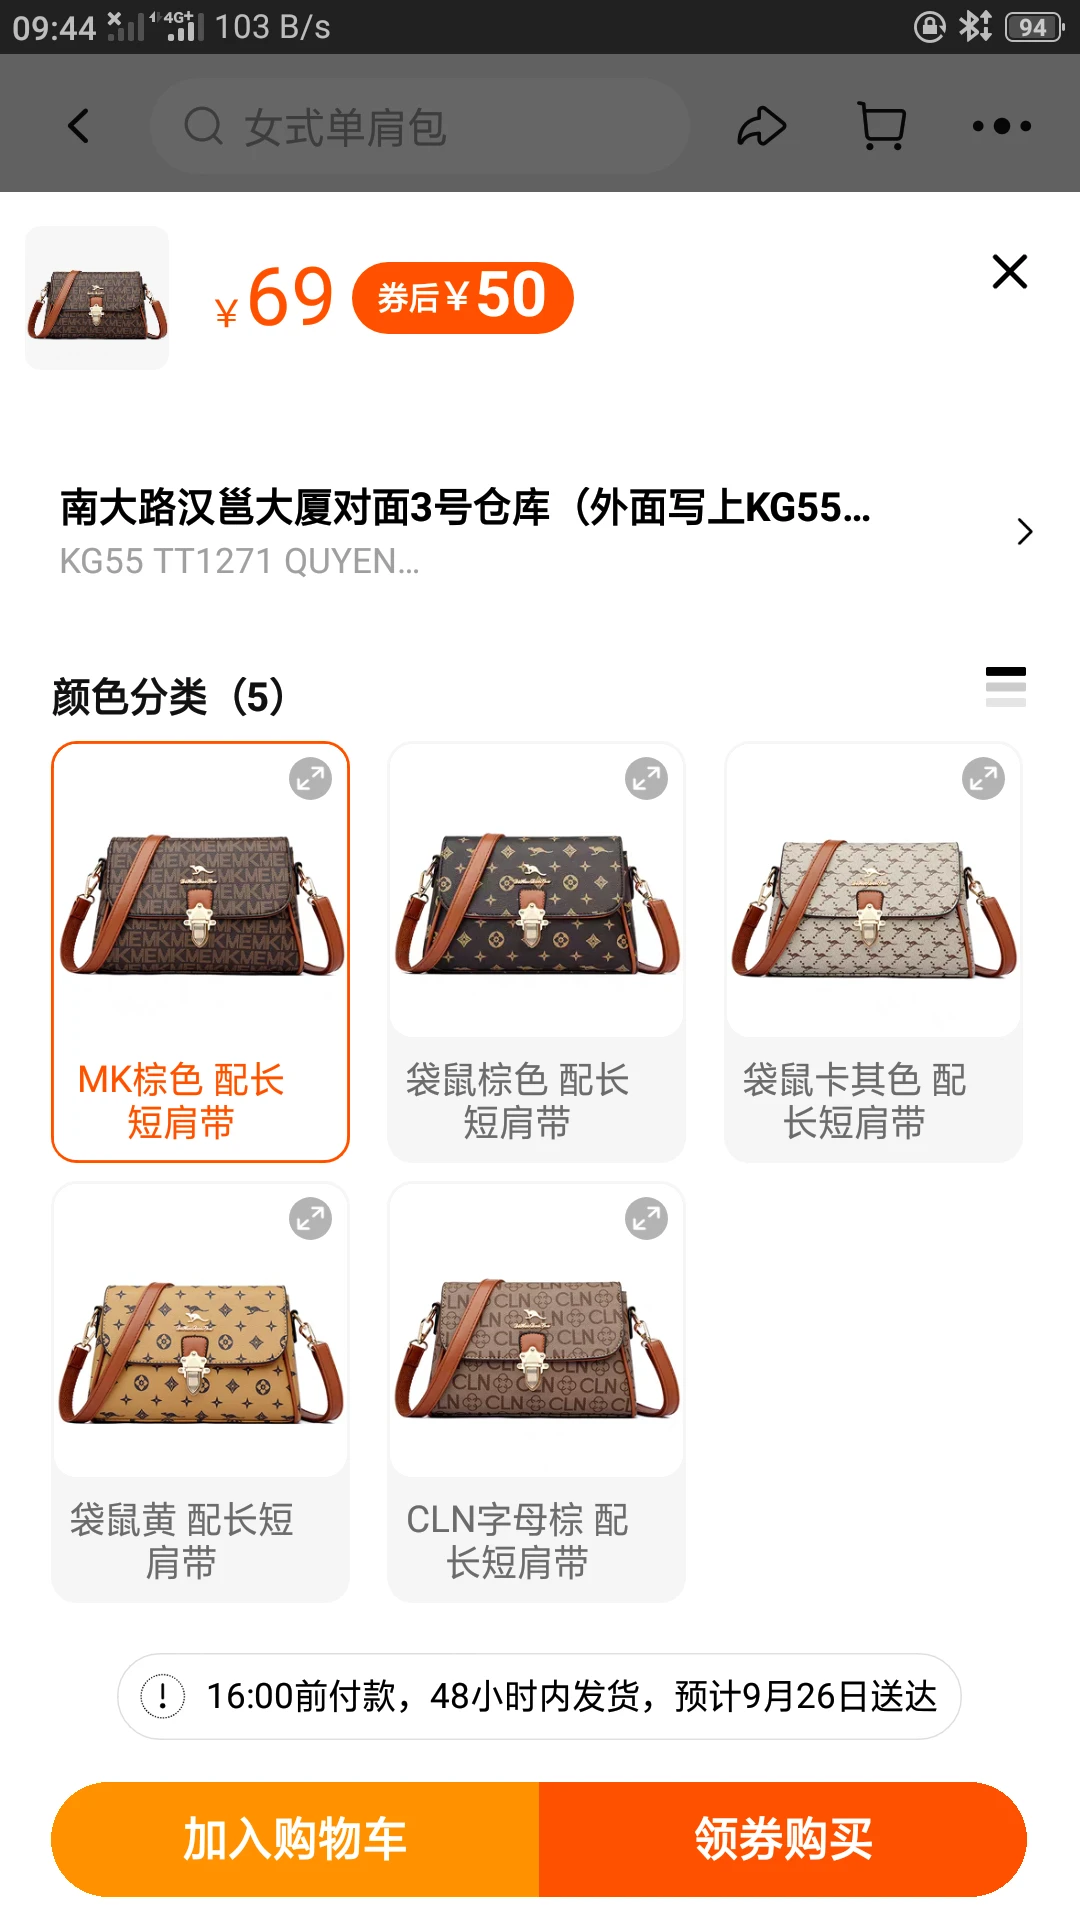 09:44 4G+ 103 B/s 94
女式单肩包
¥69 券后¥50
南大路汉邕大厦对面3号仓库（外面写上KG55...
KG55 TT1271 QUYEN...
颜色分类（5）
MK棕色 配长
短肩带
袋鼠棕色 配长
短肩带
袋鼠卡其色 配
长短肩带
袋鼠黄 配长短
肩带
CLN字母棕 配
长短肩带
16:00前付款，48小时内发货，预计9月26日送达
加入购物车
领券购买